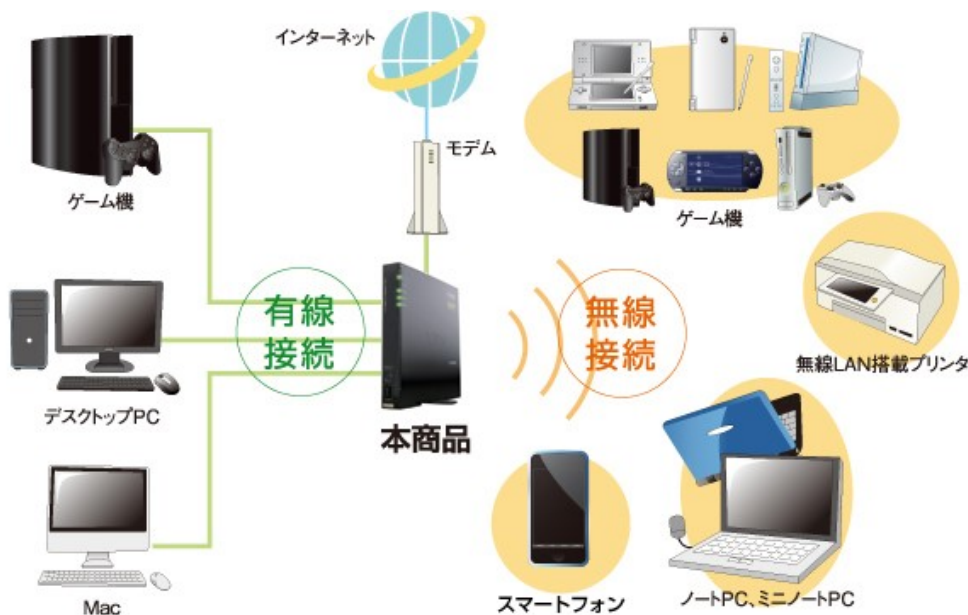 インターネット
モデム
ゲーム機
ゲーム機
有線
接続
無線
接続
無線LAN搭載プリンタ
デスクトップPC
本商品
Mac
スマートフォン
ノートPC、ミニノートPC